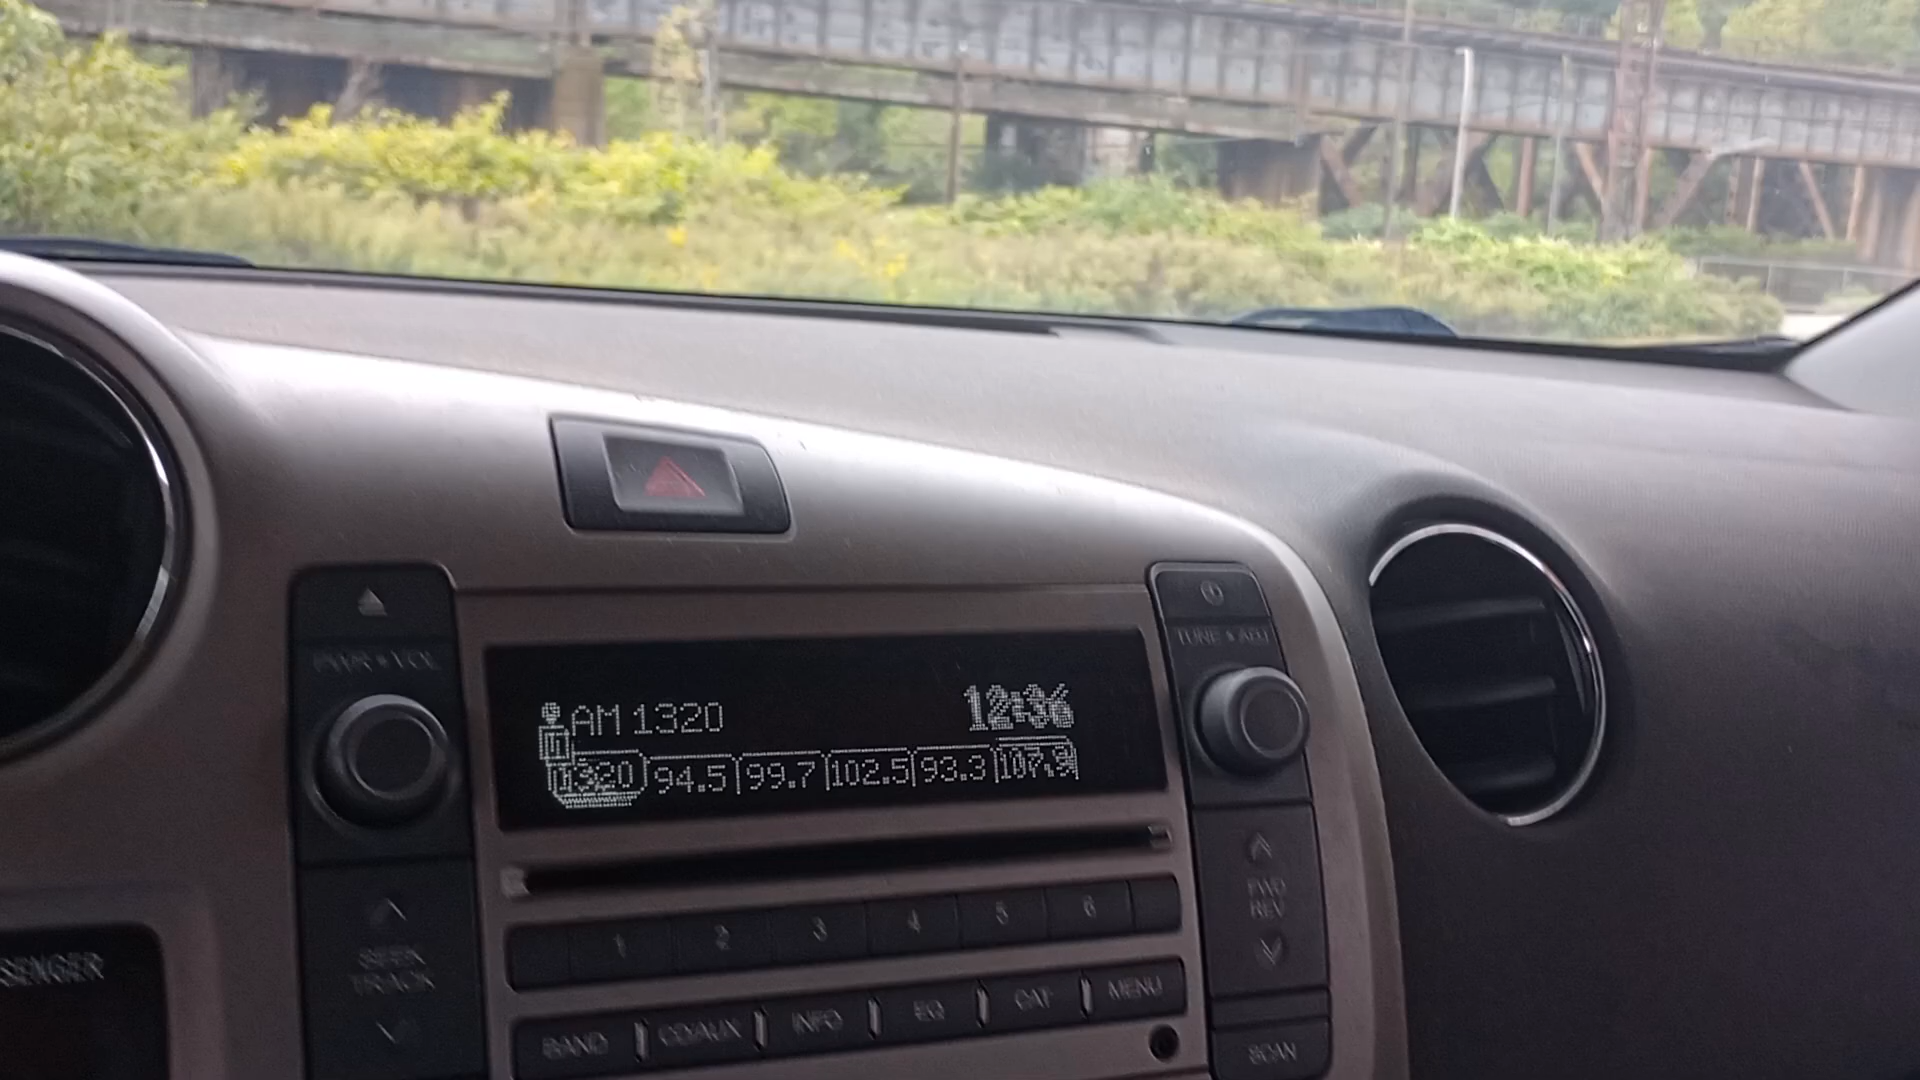 PWR • VOL
TUNE • ADJ
AM 1320 12:36
1320 94.5 99.7 102.5 93.3 107.9
FWD
REV
1 2 3 4 5 6
SEEK
TRACK
SENGER
BAND CD/AUX INFO EQ CAT MENU
SCAN